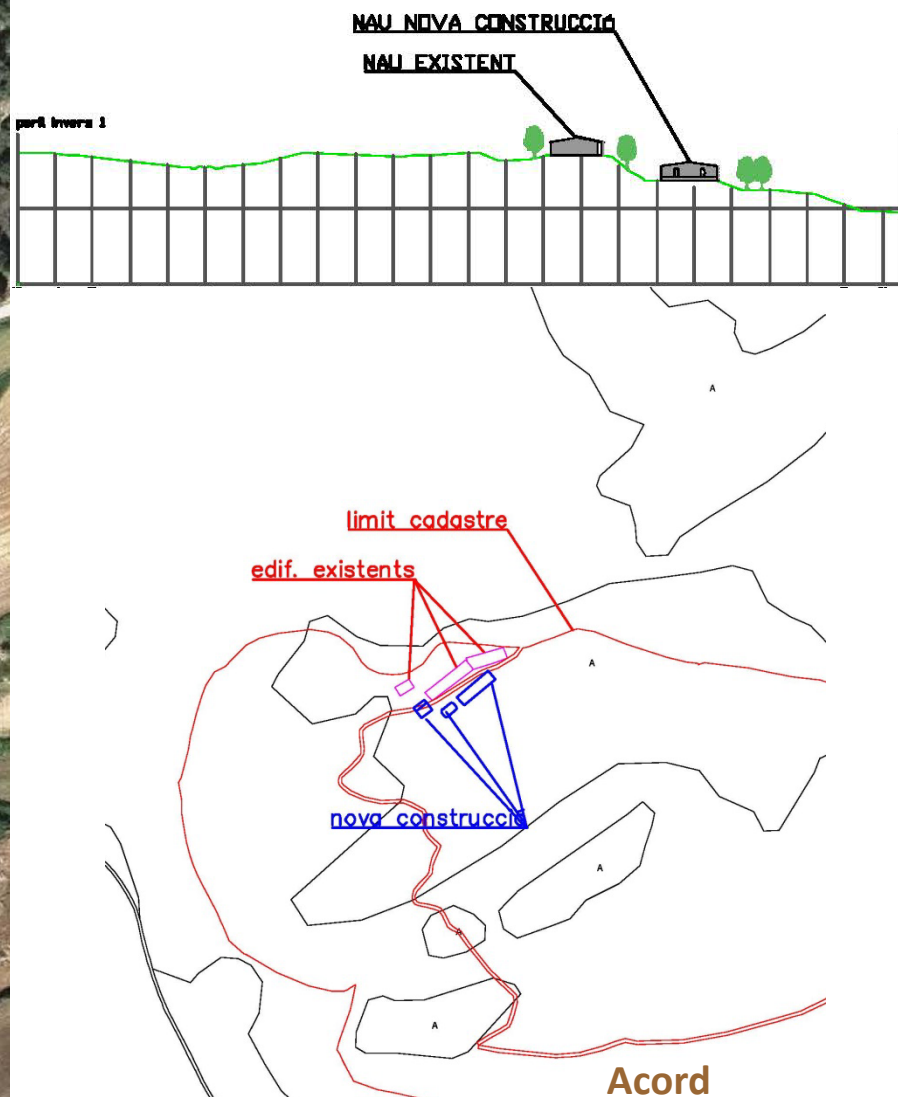 NAU NOVA CONSTRUCCIÓ
NAU EXISTENT
perfil invers 1
A
limit cadastre
edif. existents
A
nova construcció
A
A
A
Acord